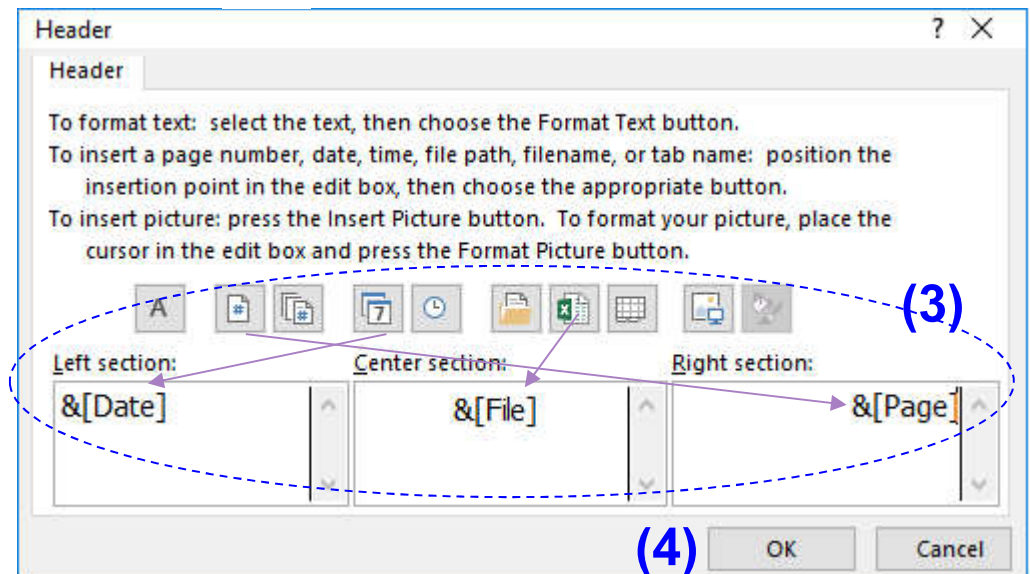 Header ? X
Header
To format text: select the text, then choose the Format Text button.
To insert a page number, date, time, file path, filename, or tab name: position the
insertion point in the edit box, then choose the appropriate button.
To insert picture: press the Insert Picture button. To format your picture, place the
cursor in the edit box and press the Format Picture button.
A # # 7 (3)
Left section: Center section: Right section:
&[Date] &[File] &[Page]
(4) OK Cancel